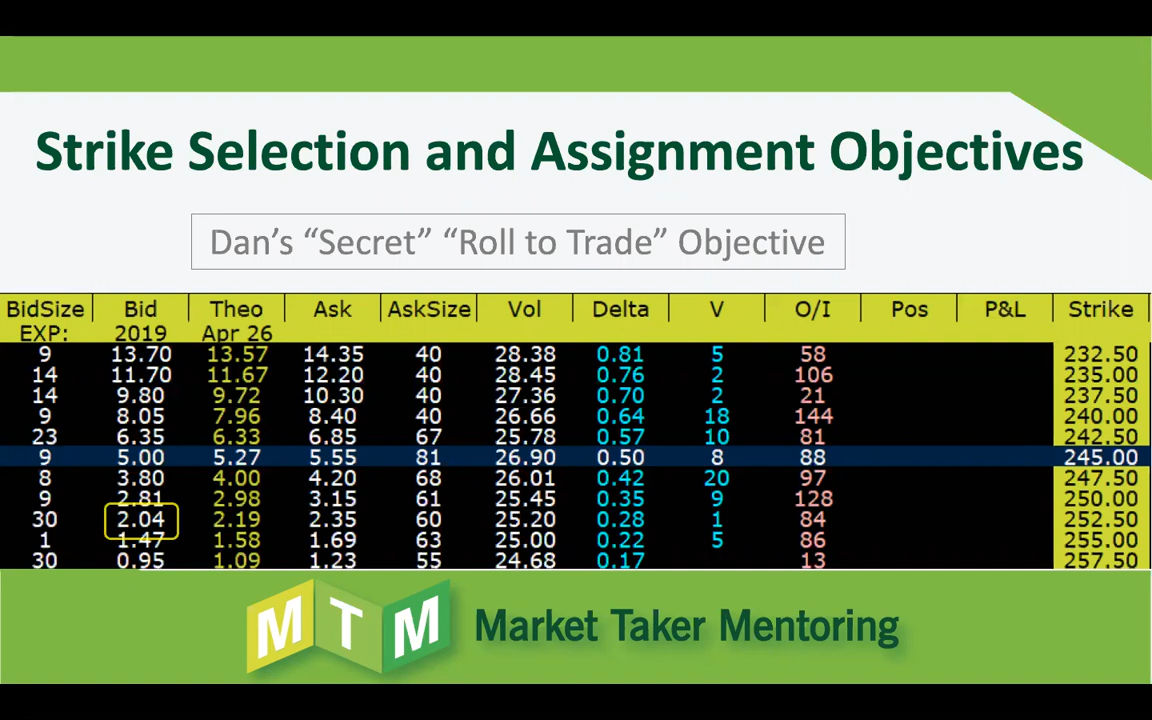 Strike Selection and Assignment Objectives
Dan's “Secret” “Roll to Trade” Objective
BidSize Bid Theo Ask AskSize Vol Delta V O/I Pos P&L Strike
EXP: 2019 Apr 26
9 13.70 13.57 14.35 40 28.38 0.81 5 58 232.50
14 11.70 11.67 12.20 40 28.45 0.76 2 106 235.00
14 9.80 9.72 10.30 40 27.36 0.70 2 21 237.50
9 8.05 7.96 8.40 40 26.66 0.64 18 144 240.00
23 6.35 6.33 6.85 67 25.78 0.57 10 81 242.50
9 5.00 5.27 5.55 81 26.90 0.50 8 88 245.00
8 3.80 4.00 4.20 68 26.01 0.42 20 97 247.50
9 2.81 2.98 3.15 61 25.45 0.35 9 128 250.00
30 2.04 2.19 2.35 60 25.20 0.28 1 84 252.50
1 1.47 1.58 1.69 63 25.00 0.22 5 86 255.00
30 0.95 1.09 1.23 55 24.68 0.17 13 257.50
MTM Market Taker Mentoring